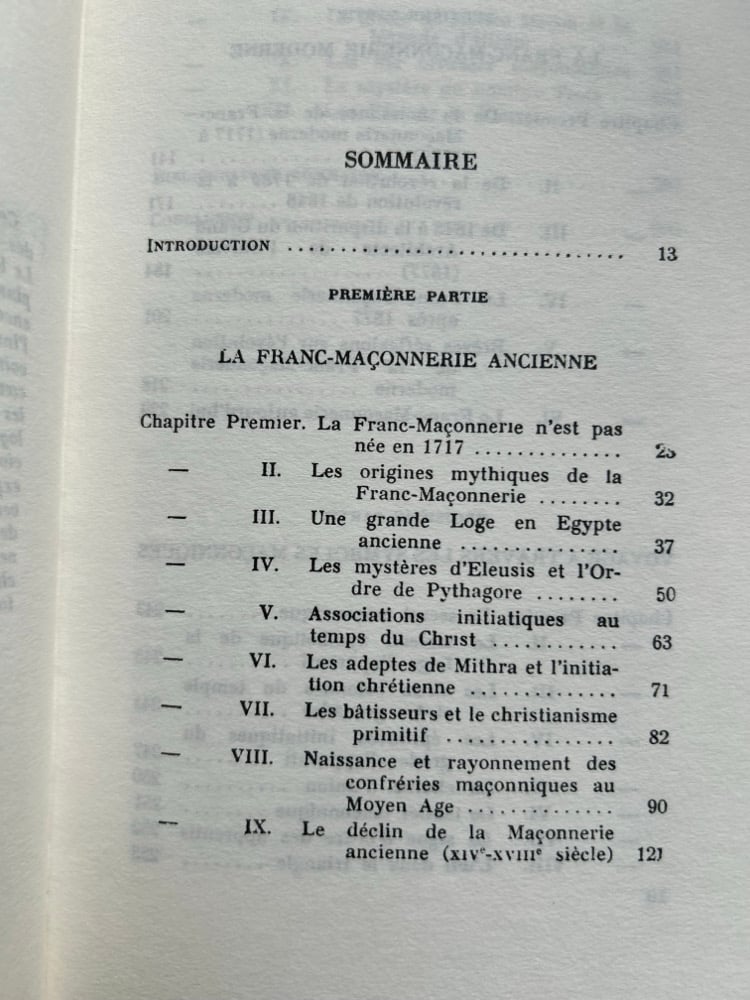 SOMMAIRE
INTRODUCTION .................................. 13
PREMIÈRE PARTIE
LA FRANC-MAÇONNERIE ANCIENNE
Chapitre Premier. La Franc-Maçonnerie n'est pas
née en 1717 .............. 25
— II. Les origines mythiques de la
Franc-Maçonnerie ........ 32
— III. Une grande Loge en Egypte
ancienne ................ 37
— IV. Les mystères d'Eleusis et l'Or-
dre de Pythagore ........ 50
— V. Associations initiatiques au
temps du Christ ............ 63
— VI. Les adeptes de Mithra et l'initia-
tion chrétienne .............. 71
— VII. Les bâtisseurs et le christianisme
primitif ................ 82
— VIII. Naissance et rayonnement des
confréries maçonniques au
Moyen Age .............. 90
— IX. Le déclin de la Maçonnerie
ancienne (XIVe-XVIIIe siècle) 121